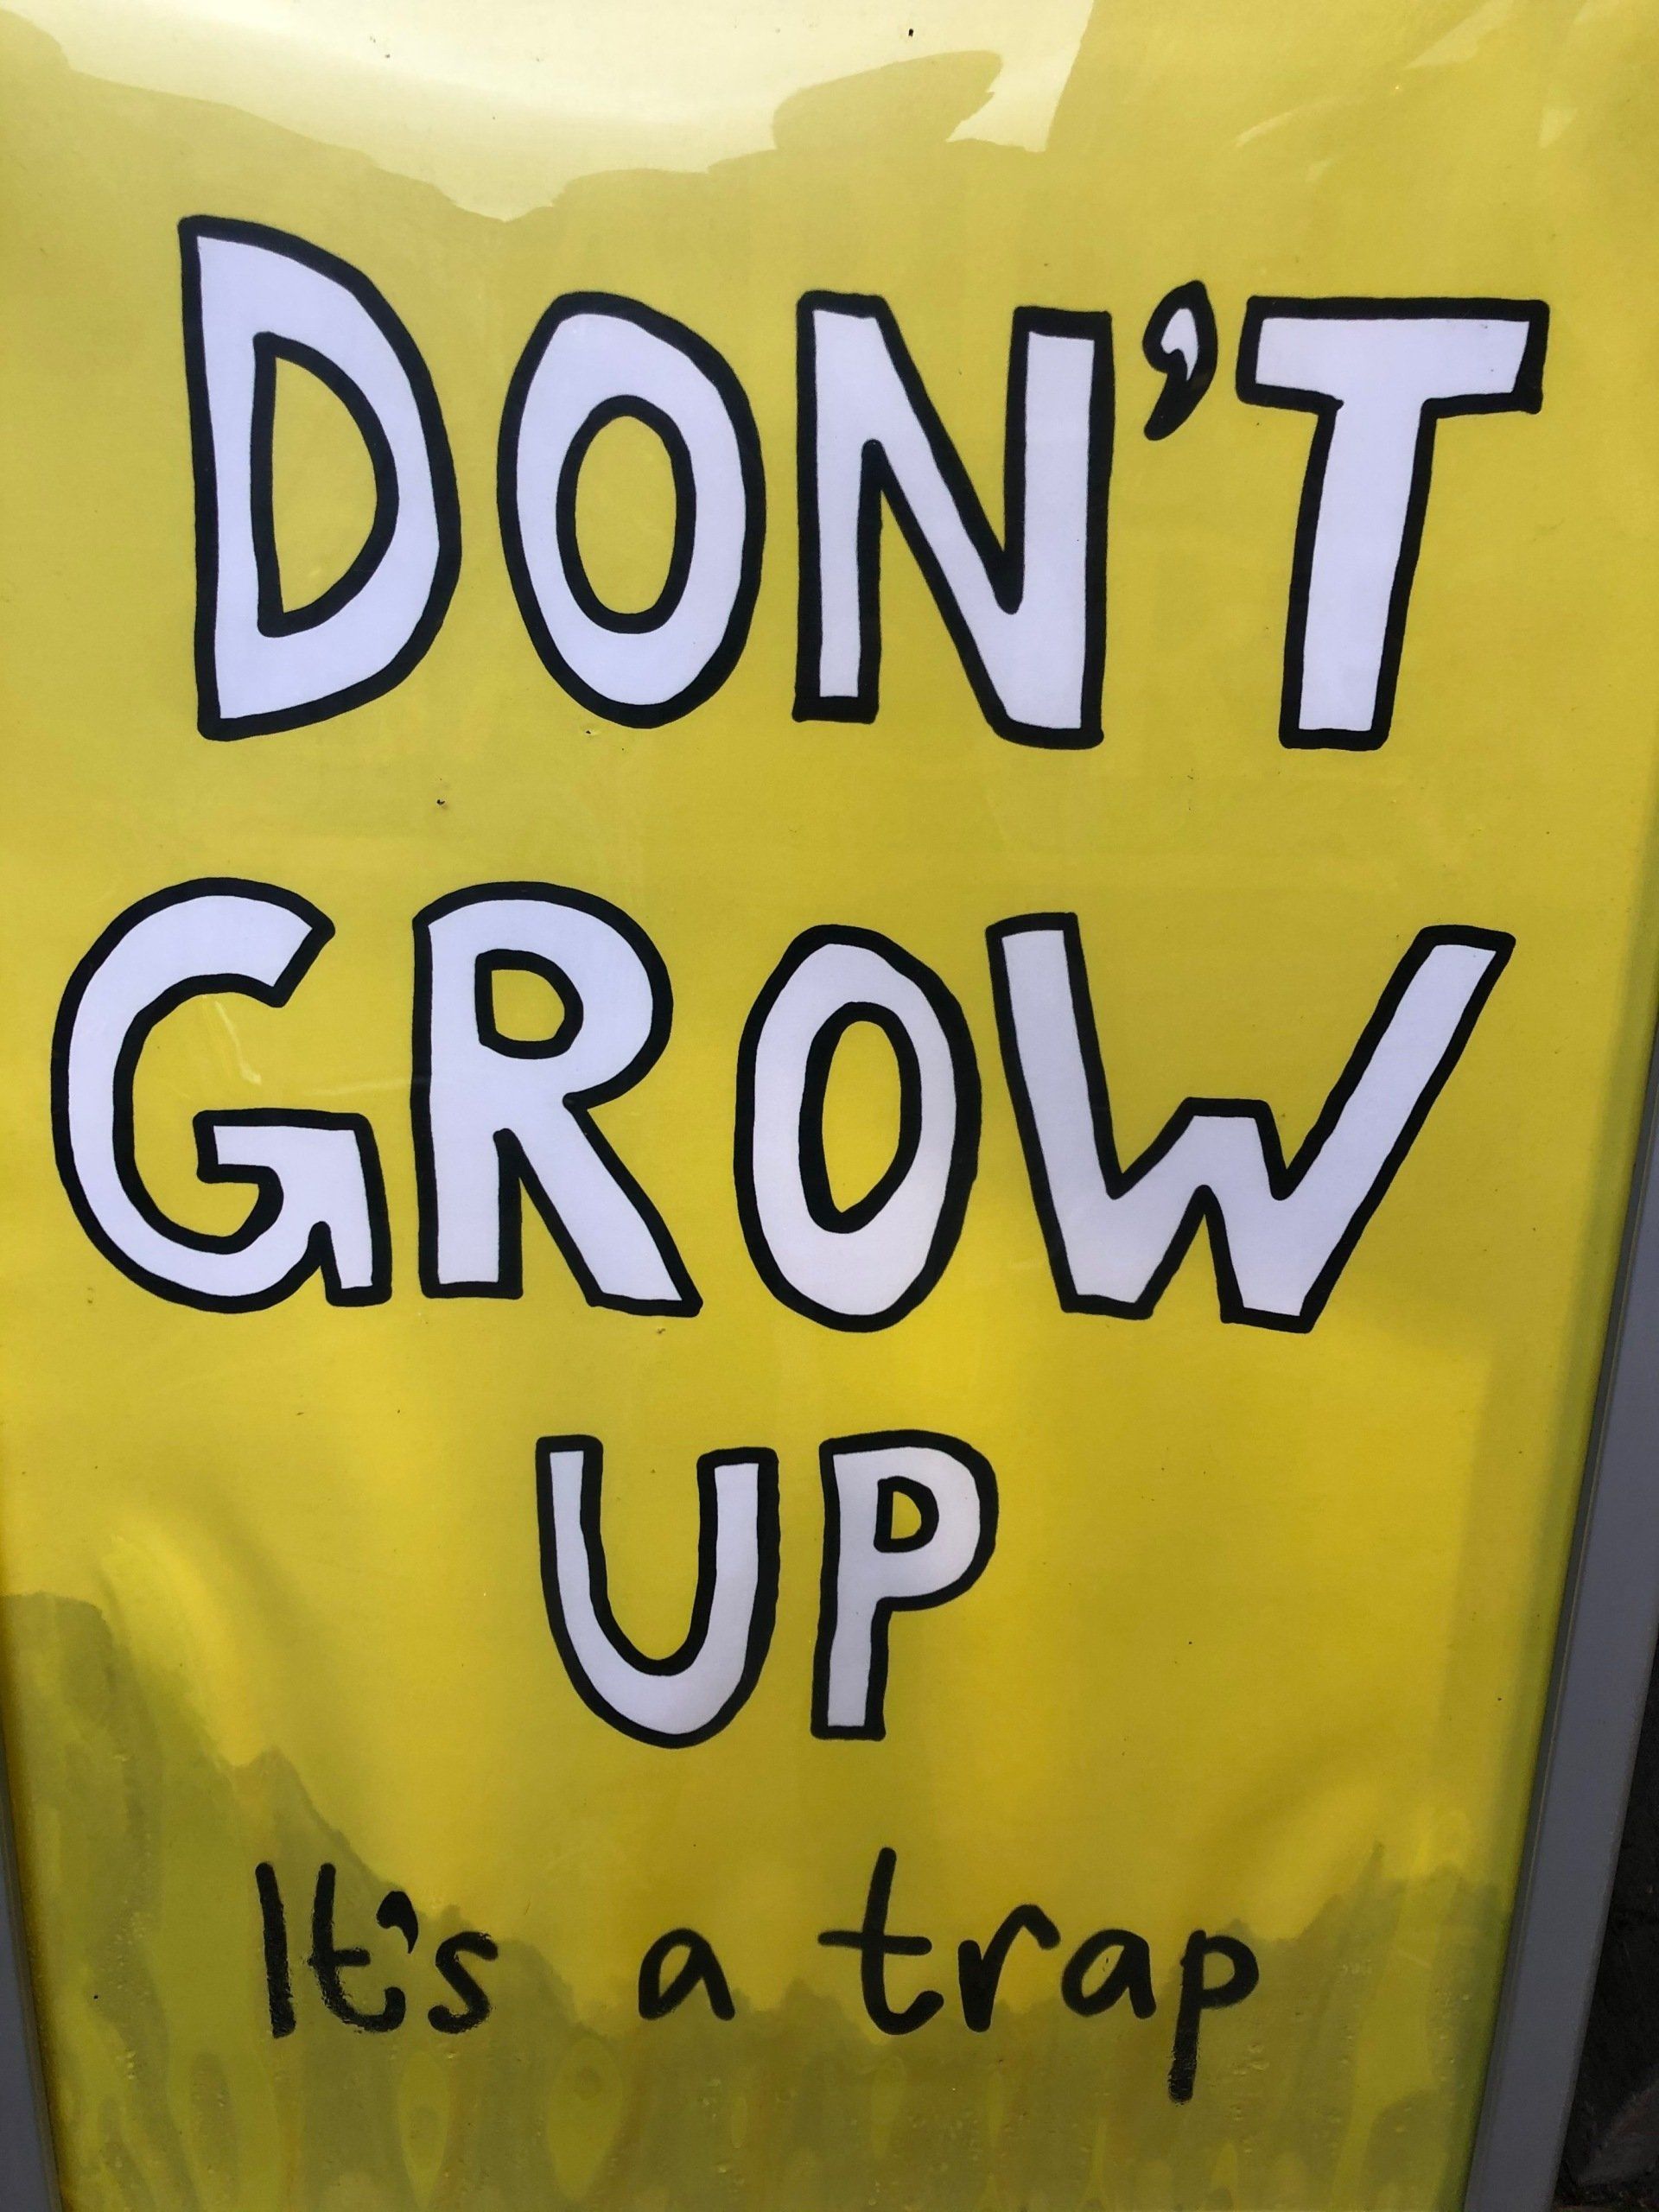 DON'T
GROW
UP
It's a trap